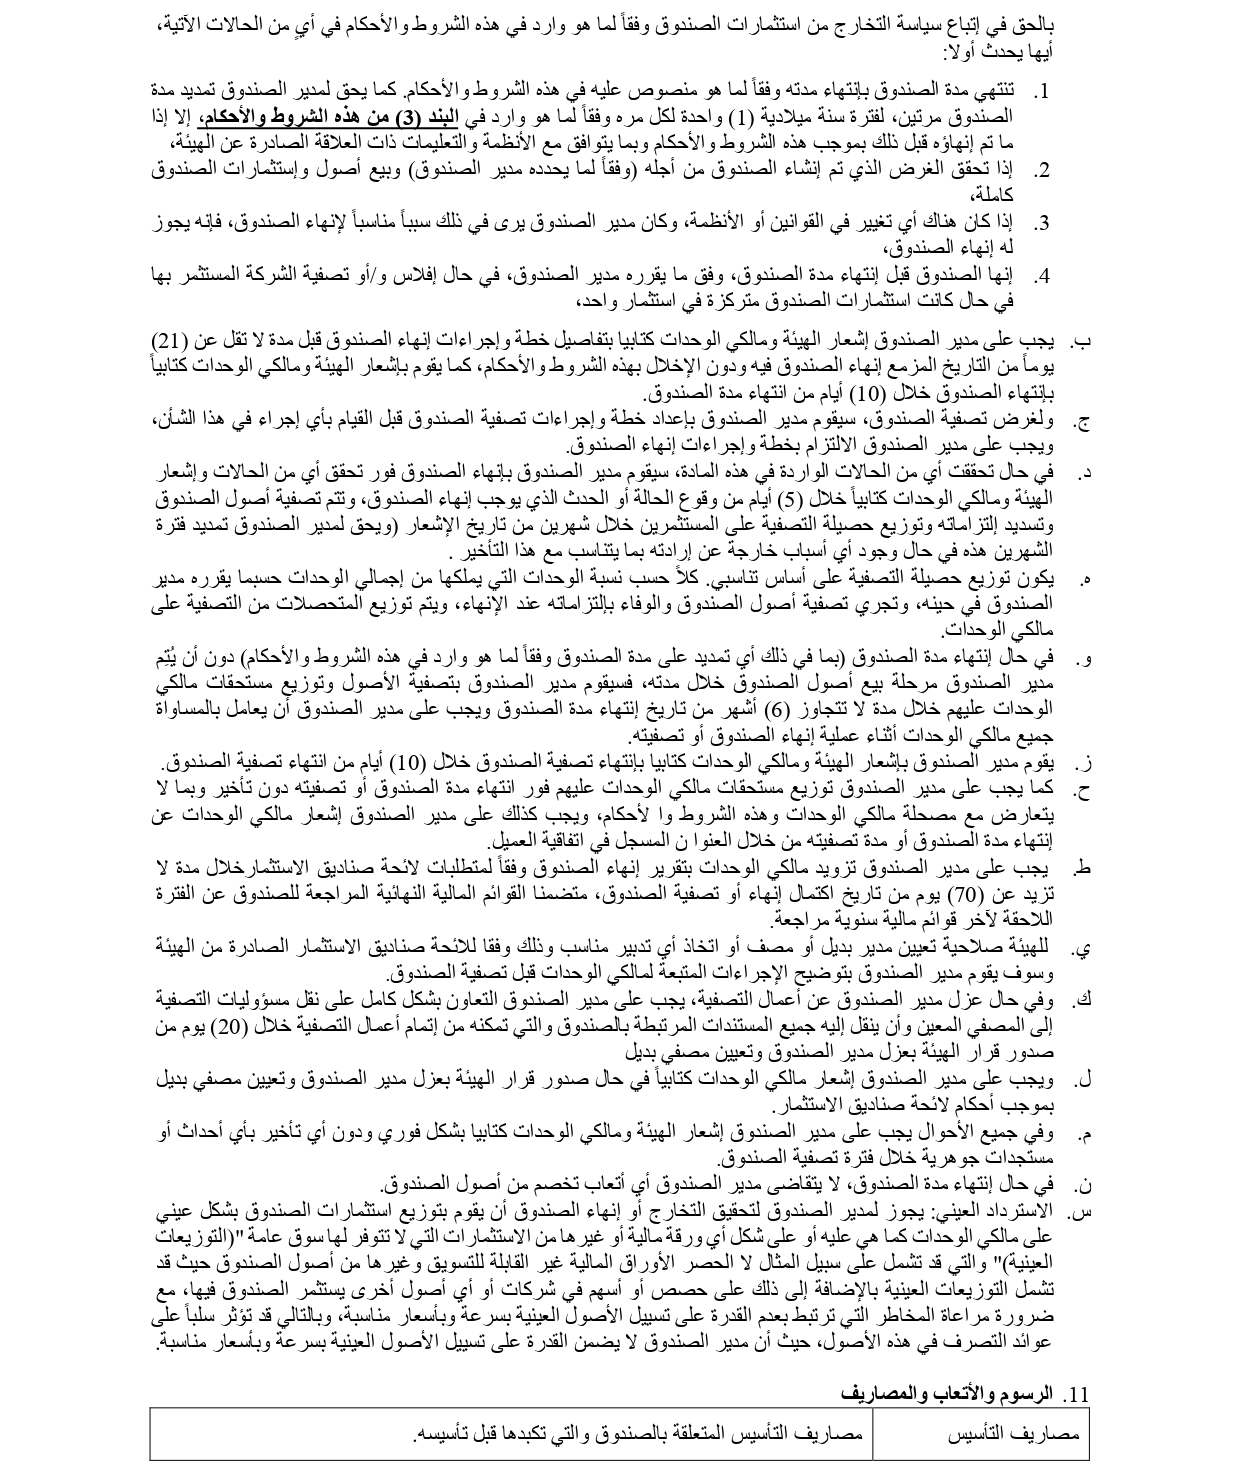 بالحق في إتباع سياسة التخارج من استثمارات الصندوق وفقاً لما هو وارد في هذه الشروط والأحكام في أيٍ من الحالات الآتية،
أيها يحدث أولا:
1. تنتهي مدة الصندوق بإنتهاء مدته وفقاً لما هو منصوص عليه في هذه الشروط والأحكام. كما يحق لمدير الصندوق تمديد مدة
الصندوق مرتين، لفترة سنة ميلادية (1) واحدة لكل مره وفقاً لما هو وارد في البند (3) من هذه الشروط والأحكام، إلا إذا
ما تم إنهاؤه قبل ذلك بموجب هذه الشروط والأحكام وبما يتوافق مع الأنظمة والتعليمات ذات العلاقة الصادرة عن الهيئة،
2. إذا تحقق الغرض الذي تم إنشاء الصندوق من أجله (وفقاً لما يحدده مدير الصندوق) وبيع أصول وإستثمارات الصندوق
كاملة،
3. إذا كان هناك أي تغيير في القوانين أو الأنظمة، وكان مدير الصندوق يرى في ذلك سبباً مناسباً لإنهاء الصندوق، فإنه يجوز
له إنهاء الصندوق،
4. إنها الصندوق قبل إنتهاء مدة الصندوق، وفق ما يقرره مدير الصندوق، في حال إفلاس و/أو تصفية الشركة المستثمر بها
في حال كانت استثمارات الصندوق متركزة في استثمار واحد،
ب. يجب على مدير الصندوق إشعار الهيئة ومالكي الوحدات كتابيا بتفاصيل خطة وإجراءات إنهاء الصندوق قبل مدة لا تقل عن (21)
يوماً من التاريخ المزمع إنهاء الصندوق فيه ودون الإخلال بهذه الشروط والأحكام، كما يقوم بإشعار الهيئة ومالكي الوحدات كتابياً
بإنتهاء الصندوق خلال (10) أيام من انتهاء مدة الصندوق.
ج. ولغرض تصفية الصندوق، سيقوم مدير الصندوق بإعداد خطة وإجراءات تصفية الصندوق قبل القيام بأي إجراء في هذا الشأن،
ويجب على مدير الصندوق الالتزام بخطة وإجراءات إنهاء الصندوق.
د. في حال تحققت أي من الحالات الواردة في هذه المادة، سيقوم مدير الصندوق بإنهاء الصندوق فور تحقق أي من الحالات وإشعار
الهيئة ومالكي الوحدات كتابياً خلال (5) أيام من وقوع الحالة أو الحدث الذي يوجب إنهاء الصندوق، وتتم تصفية أصول الصندوق
وتسديد إلتزاماته وتوزيع حصيلة التصفية على المستثمرين خلال شهرين من تاريخ الإشعار (ويحق لمدير الصندوق تمديد فترة
الشهرين هذه في حال وجود أي أسباب خارجة عن إرادته بما يتناسب مع هذا التأخير .
ه. يكون توزيع حصيلة التصفية على أساس تناسبي. كلاً حسب نسبة الوحدات التي يملكها من إجمالي الوحدات حسبما يقرره مدير
الصندوق في حينه، وتجري تصفية أصول الصندوق والوفاء بإلتزاماته عند الإنهاء، ويتم توزيع المتحصلات من التصفية على
مالكي الوحدات.
و. في حال إنتهاء مدة الصندوق (بما في ذلك أي تمديد على مدة الصندوق وفقاً لما هو وارد في هذه الشروط والأحكام) دون أن يُتِم
مدير الصندوق مرحلة بيع أصول الصندوق خلال مدته، فسيقوم مدير الصندوق بتصفية الأصول وتوزيع مستحقات مالكي
الوحدات عليهم خلال مدة لا تتجاوز (6) أشهر من تاريخ إنتهاء مدة الصندوق ويجب على مدير الصندوق أن يعامل بالمساواة
جميع مالكي الوحدات أثناء عملية إنهاء الصندوق أو تصفيته.
ز. يقوم مدير الصندوق بإشعار الهيئة ومالكي الوحدات كتابيا بإنتهاء تصفية الصندوق خلال (10) أيام من انتهاء تصفية الصندوق.
ح. كما يجب على مدير الصندوق توزيع مستحقات مالكي الوحدات عليهم فور انتهاء مدة الصندوق أو تصفيته دون تأخير وبما لا
يتعارض مع مصحلة مالكي الوحدات وهذه الشروط وا لأحكام، ويجب كذلك على مدير الصندوق إشعار مالكي الوحدات عن
إنتهاء مدة الصندوق أو مدة تصفيته من خلال العنوا ن المسجل في اتفاقية العميل.
ط. يجب على مدير الصندوق تزويد مالكي الوحدات بتقرير إنهاء الصندوق وفقاً لمتطلبات لائحة صناديق الاستثمارخلال مدة لا
تزيد عن (70) يوم من تاريخ اكتمال إنهاء أو تصفية الصندوق، متضمنا القوائم المالية النهائية المراجعة للصندوق عن الفترة
اللاحقة لآخر قوائم مالية سنوية مراجعة.
ي. للهيئة صلاحية تعيين مدير بديل أو مصف أو اتخاذ أي تدبير مناسب وذلك وفقا للائحة صناديق الاستثمار الصادرة من الهيئة
وسوف يقوم مدير الصندوق بتوضيح الإجراءات المتبعة لمالكي الوحدات قبل تصفية الصندوق.
ك. وفي حال عزل مدير الصندوق عن أعمال التصفية، يجب على مدير الصندوق التعاون بشكل كامل على نقل مسؤوليات التصفية
إلى المصفي المعين وأن ينقل إليه جميع المستندات المرتبطة بالصندوق والتي تمكنه من إتمام أعمال التصفية خلال (20) يوم من
صدور قرار الهيئة بعزل مدير الصندوق وتعيين مصفي بديل
ل. ويجب على مدير الصندوق إشعار مالكي الوحدات كتابياً في حال صدور قرار الهيئة بعزل مدير الصندوق وتعيين مصفي بديل
بموجب أحكام لائحة صناديق الاستثمار.
م. وفي جميع الأحوال يجب على مدير الصندوق إشعار الهيئة ومالكي الوحدات كتابيا بشكل فوري ودون أي تأخير بأي أحداث أو
مستجدات جوهرية خلال فترة تصفية الصندوق.
ن. في حال إنتهاء مدة الصندوق، لا يتقاضى مدير الصندوق أي أتعاب تخصم من أصول الصندوق.
س. الاسترداد العيني: يجوز لمدير الصندوق لتحقيق التخارج أو إنهاء الصندوق أن يقوم بتوزيع استثمارات الصندوق بشكل عيني
على مالكي الوحدات كما هي عليه أو على شكل أي ورقة مالية أو غيرها من الاستثمارات التي لا تتوفر لها سوق عامة "(التوزيعات
العينية)" والتي قد تشمل على سبيل المثال لا الحصر الأوراق المالية غير القابلة للتسويق وغيرها من أصول الصندوق حيث قد
تشمل التوزيعات العينية بالإضافة إلى ذلك على حصص أو أسهم في شركات أو أي أصول أخرى يستثمر الصندوق فيها، مع
ضرورة مراعاة المخاطر التي ترتبط بعدم القدرة على تسييل الأصول العينية بسرعة وبأسعار مناسبة، وبالتالي قد تؤثر سلباً على
عوائد التصرف في هذه الأصول، حيث أن مدير الصندوق لا يضمن القدرة على تسييل الأصول العينية بسرعة وبأسعار مناسبة.
11. الرسوم والأتعاب والمصاريف
مصاريف التأسيس
مصاريف التأسيس المتعلقة بالصندوق والتي تكبدها قبل تأسيسه.